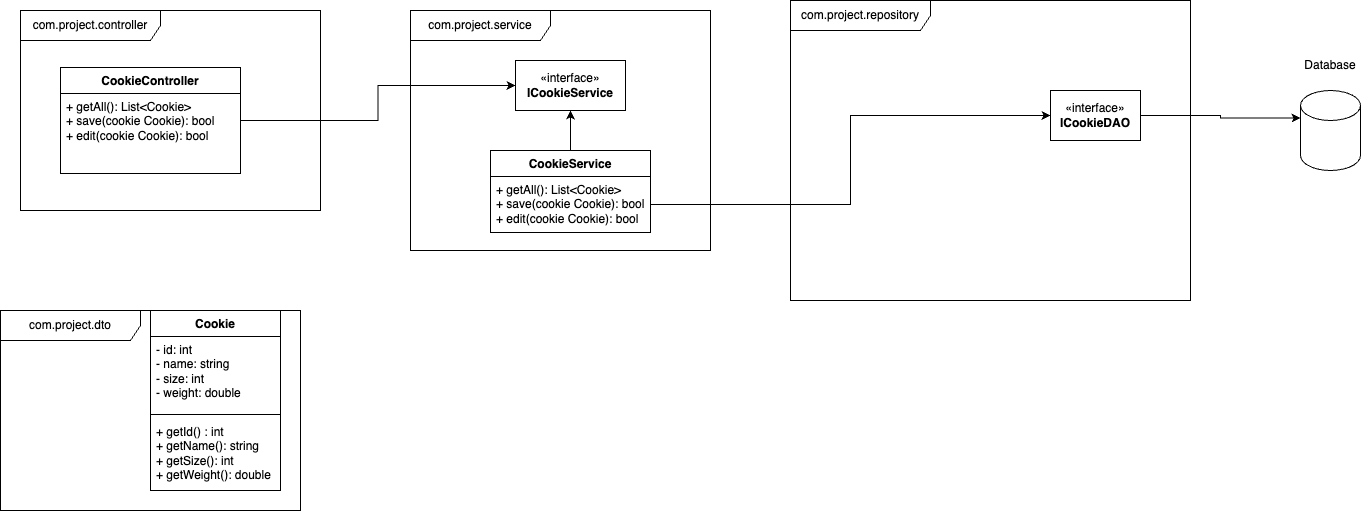 com.project.controller
CookieController
+ getAll(): List<Cookie>
+ save(cookie Cookie): bool
+ edit(cookie Cookie): bool
com.project.service
«interface»
ICookieService
CookieService
+ getAll(): List<Cookie>
+ save(cookie Cookie): bool
+ edit(cookie Cookie): bool
com.project.repository
«interface»
ICookieDAO
Database
com.project.dto
Cookie
- id: int
- name: string
- size: int
- weight: double
+ getId() : int
+ getName(): string
+ getSize(): int
+ getWeight(): double